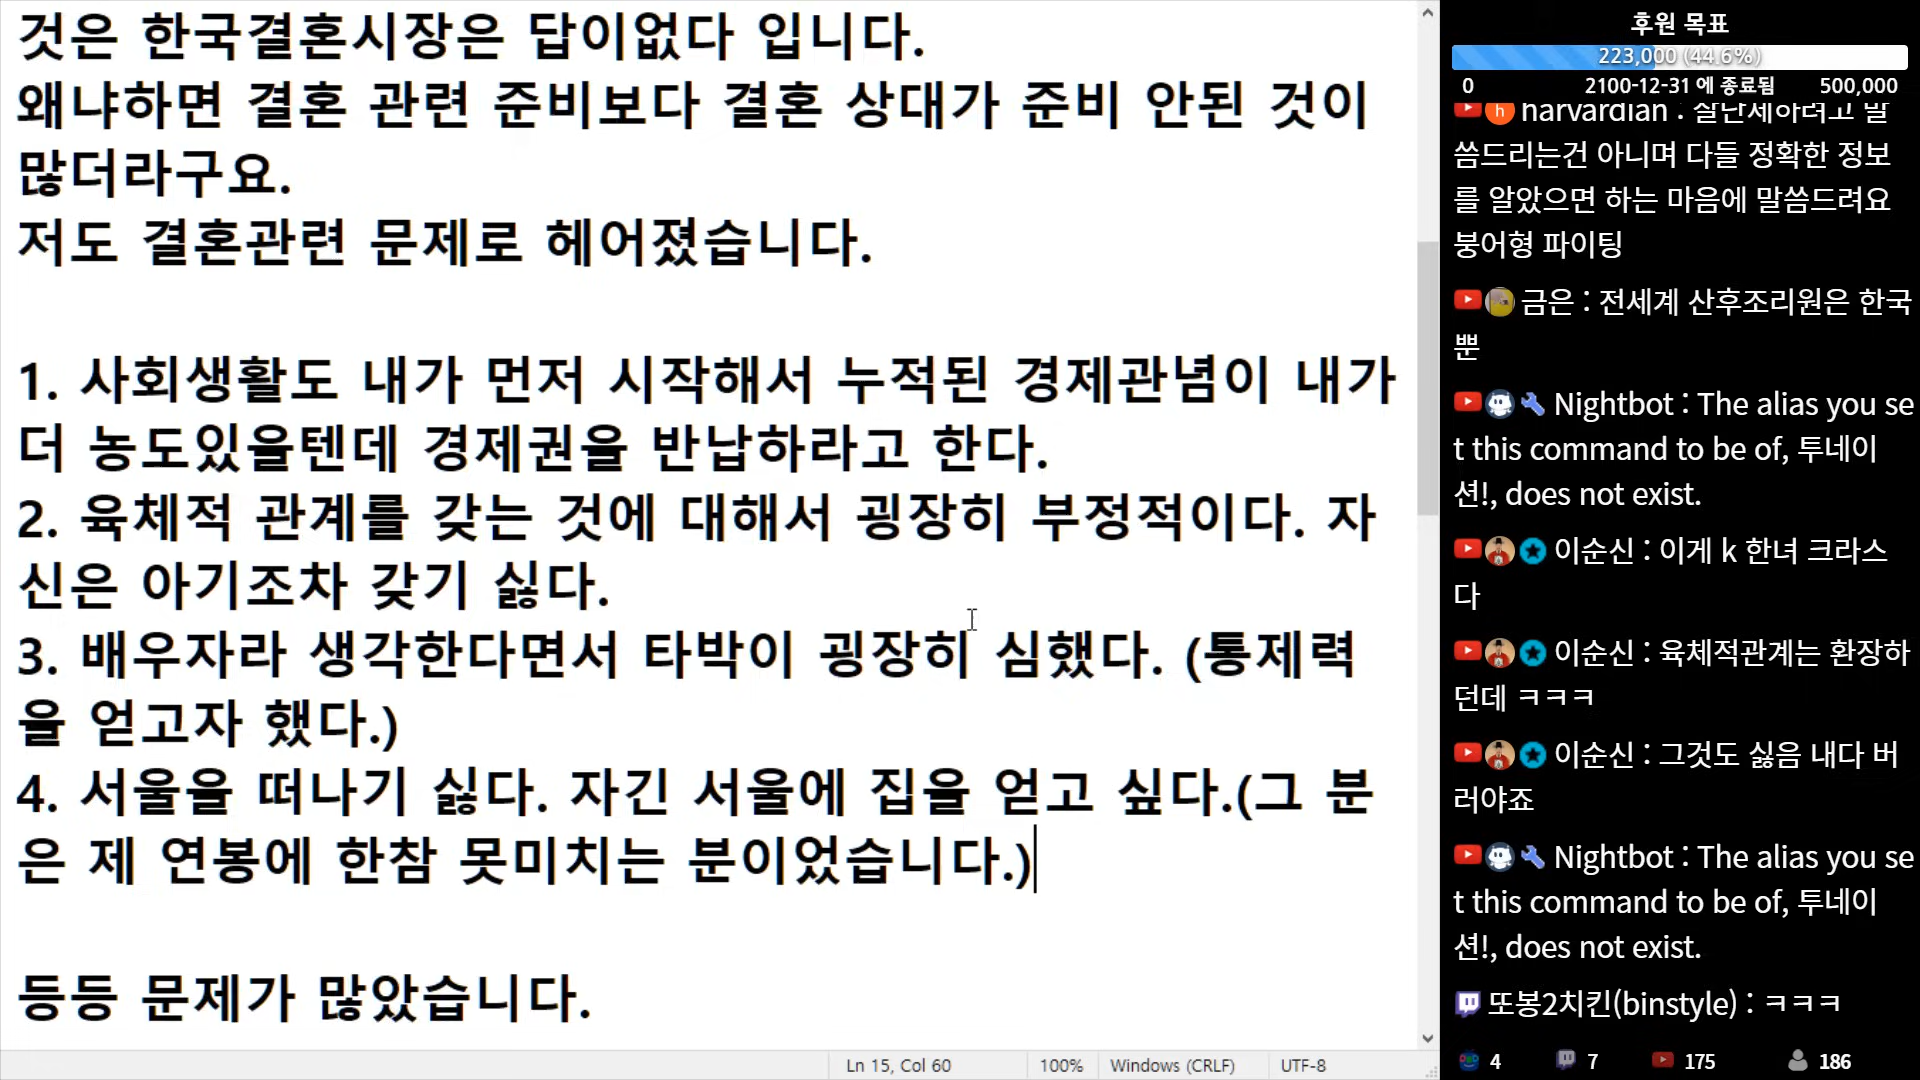 것은 한국결혼시장은 답이없다 입니다.
왜냐하면 결혼 관련 준비보다 결혼 상대가 준비 안된 것이
많더라구요.
저도 결혼관련 문제로 헤어졌습니다.
1. 사회생활도 내가 먼저 시작해서 누적된 경제관념이 내가
더 농도있을텐데 경제권을 반납하라고 한다.
2. 육체적 관계를 갖는 것에 대해서 굉장히 부정적이다. 자
신은 아기조차 갖기 싫다.
3. 배우자라 생각한다면서 타박이 굉장히 심했다. (통제력
을 얻고자 했다.)
4. 서울을 떠나기 싫다. 자긴 서울에 집을 얻고 싶다.(그 분
은 제 연봉에 한참 못미치는 분이었습니다.)
등등 문제가 많았습니다.
Ln 15, Col 60 100% Windows (CRLF) UTF-8
후원 목표
223,000 (44.6%)
0 2100-12-31 에 종료됨 500,000
h harvardian : 잘난체하려고 말
씀드리는건 아니며 다들 정확한 정보
를 알았으면 하는 마음에 말씀드려요
붕어형 파이팅
금은 : 전세계 산후조리원은 한국
뿐
Nightbot : The alias you se
t this command to be of, 투네이
션!, does not exist.
이순신 : 이게 k 한녀 크라스
다
이순신 : 육체적관계는 환장하
던데 ㅋㅋㅋ
이순신 : 그것도 싫음 내다 버
려야죠
Nightbot : The alias you se
t this command to be of, 투네이
션!, does not exist.
또봉2치킨(binstyle) : ㅋㅋㅋ
4 7 175 186